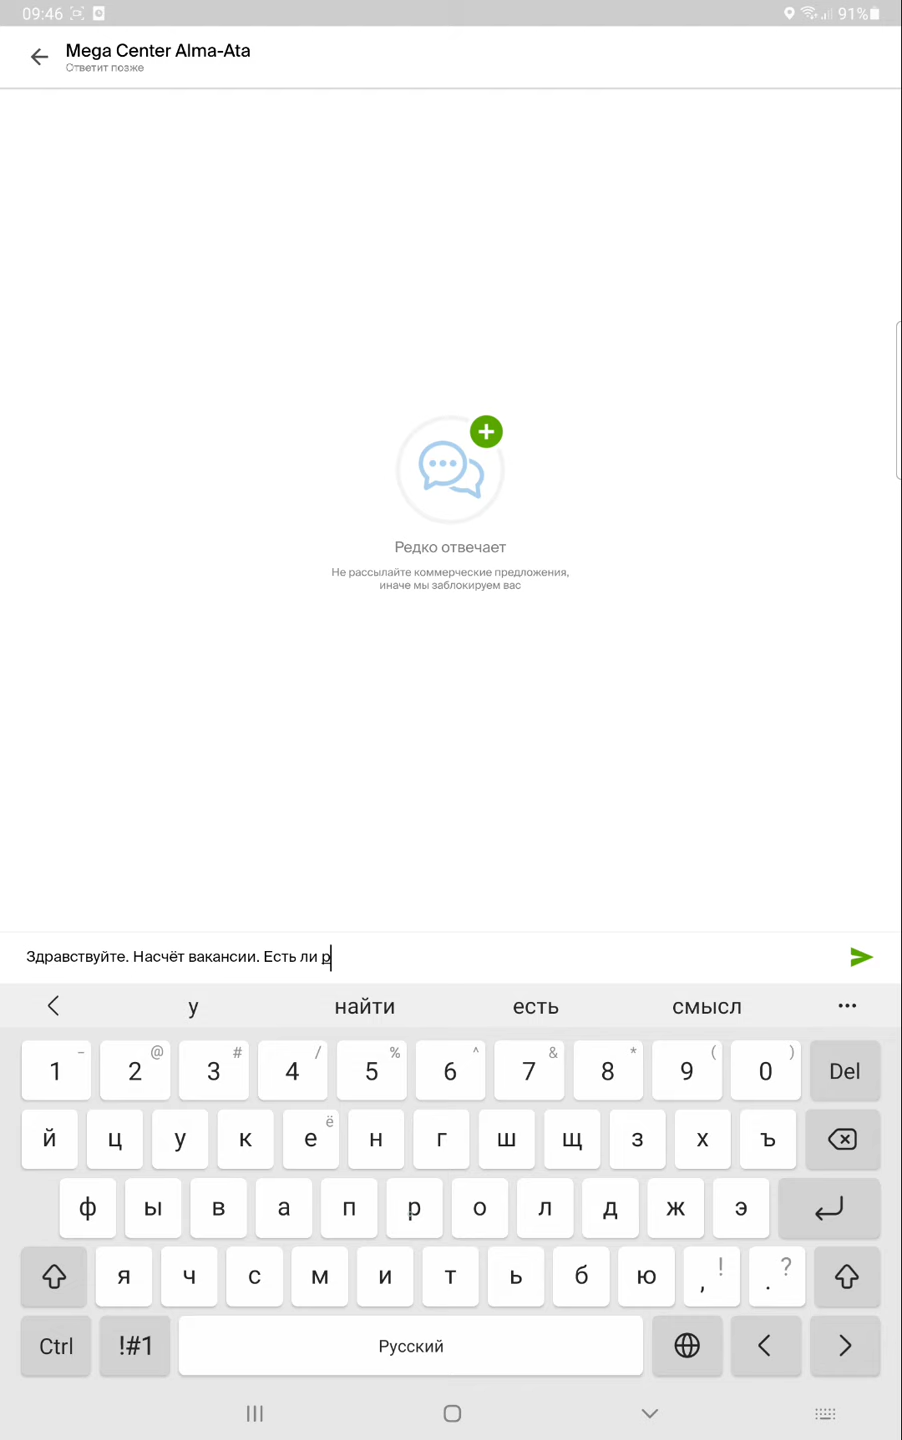 09:46 91%
Mega Center Alma-Ata
Ответит позже
Редко отвечает
Не рассылайте коммерческие предложения,
иначе мы заблокируем вас
Здравствуйте. Насчёт вакансии. Есть ли р
у найти есть смысл ...
1 - 2 @ 3 # 4 / 5 % 6 ^ 7 & 8 * 9 ( 0 ) Del
й ц у к е ё н г ш щ з х ъ
ф ы в а п р о л д ж э
я ч с м и т ь б ю , ! . ?
Ctrl !#1 Русский < >